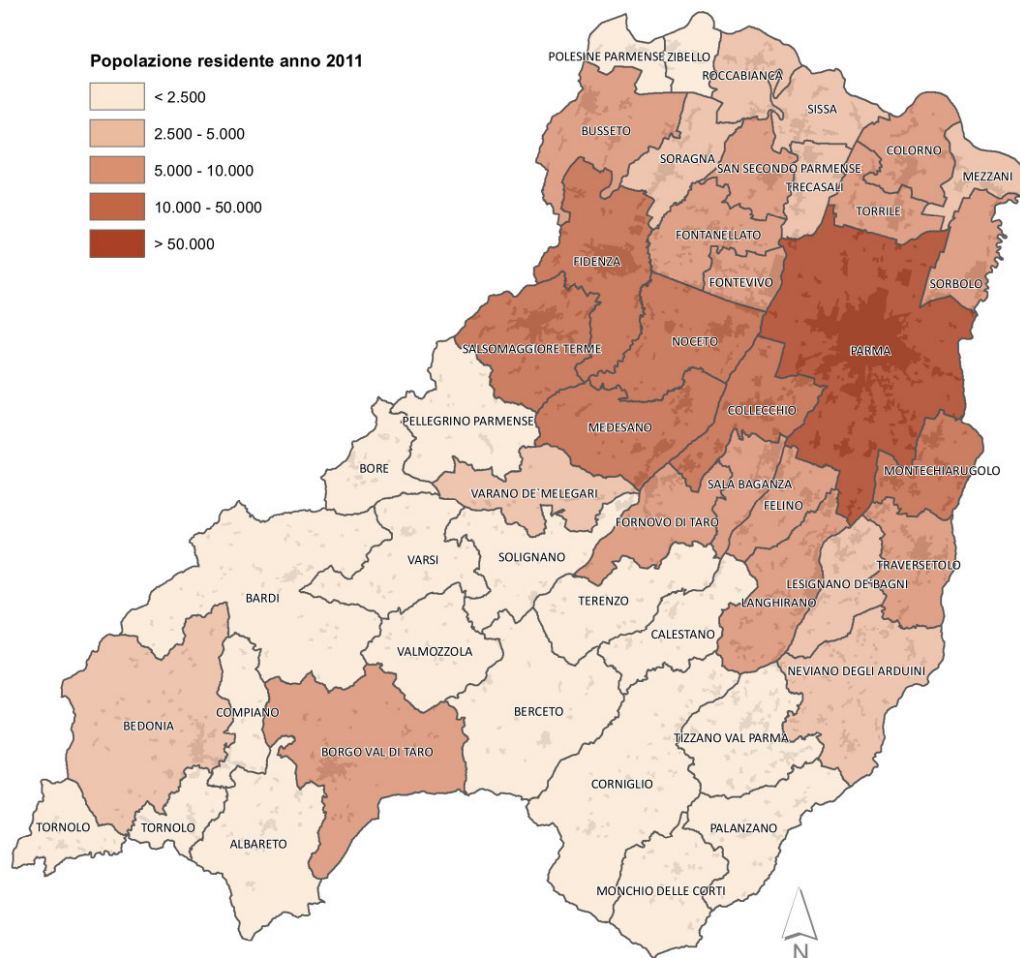 Popolazione residente anno 2011
< 2.500
2.500 - 5.000
5.000 - 10.000
10.000 - 50.000
> 50.000
POLESINE PARMENSE
ZIBELLO
ROCCABIANCA
SISSA
BUSSETO
SORAGNA
SAN SECONDO PARMENSE
TRECASALI
COLORNO
MEZZANI
TORRILE
FONTANELLATO
FIDENZA
FONTEVIVO
SORBOLO
SALSOMAGGIORE TERME
NOCETO
PARMA
PELLEGRINO PARMENSE
MEDESANO
COLLECCHIO
BORE
VARANO DE`MELEGARI
SALA BAGANZA
MONTECHIARUGOLO
FORNOVO DI TARO
FELINO
VARSI
SOLIGNANO
TRAVERSETOLO
LESIGNANO DE`BAGNI
BARDI
TERENZO
LANGHIRANO
CALESTANO
VALMOZZOLA
NEVIANO DEGLI ARDUINI
COMPIANO
BERCETO
BEDONIA
TIZZANO VAL PARMA
BORGO VAL DI TARO
CORNIGLIO
TORNOLO
TORNOLO
PALANZANO
ALBARETO
MONCHIO DELLE CORTI
N